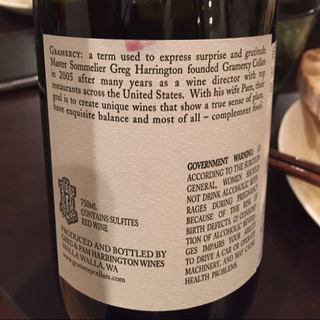 GRAMERCY: a term used to express surprise and gratitude.
Master Sommelier Greg Harrington founded Gramercy Cellars
in 2005 after many years as a wine director with top
restaurants across the United States. With his wife Pam, their
goal is to create unique wines that show a true sense of place,
have exquisite balance and most of all – complement food.
750ML
CONTAINS SULFITES
RED WINE
PRODUCED AND BOTTLED BY
GREG & PAM HARRINGTON WINES
WALLA WALLA, WA
www.gramercycellars.com
GOVERNMENT WARNING: (1)
ACCORDING TO THE SURGEON
GENERAL, WOMEN SHOULD
NOT DRINK ALCOHOLIC BEVE-
RAGES DURING PREGNANCY
BECAUSE OF THE RISK OF
BIRTH DEFECTS. (2) CONSUMP-
TION OF ALCOHOLIC BEVERA-
GES IMPAIRS YOUR ABILITY
TO DRIVE A CAR OR OPERATE
MACHINERY, AND MAY CAUSE
HEALTH PROBLEMS